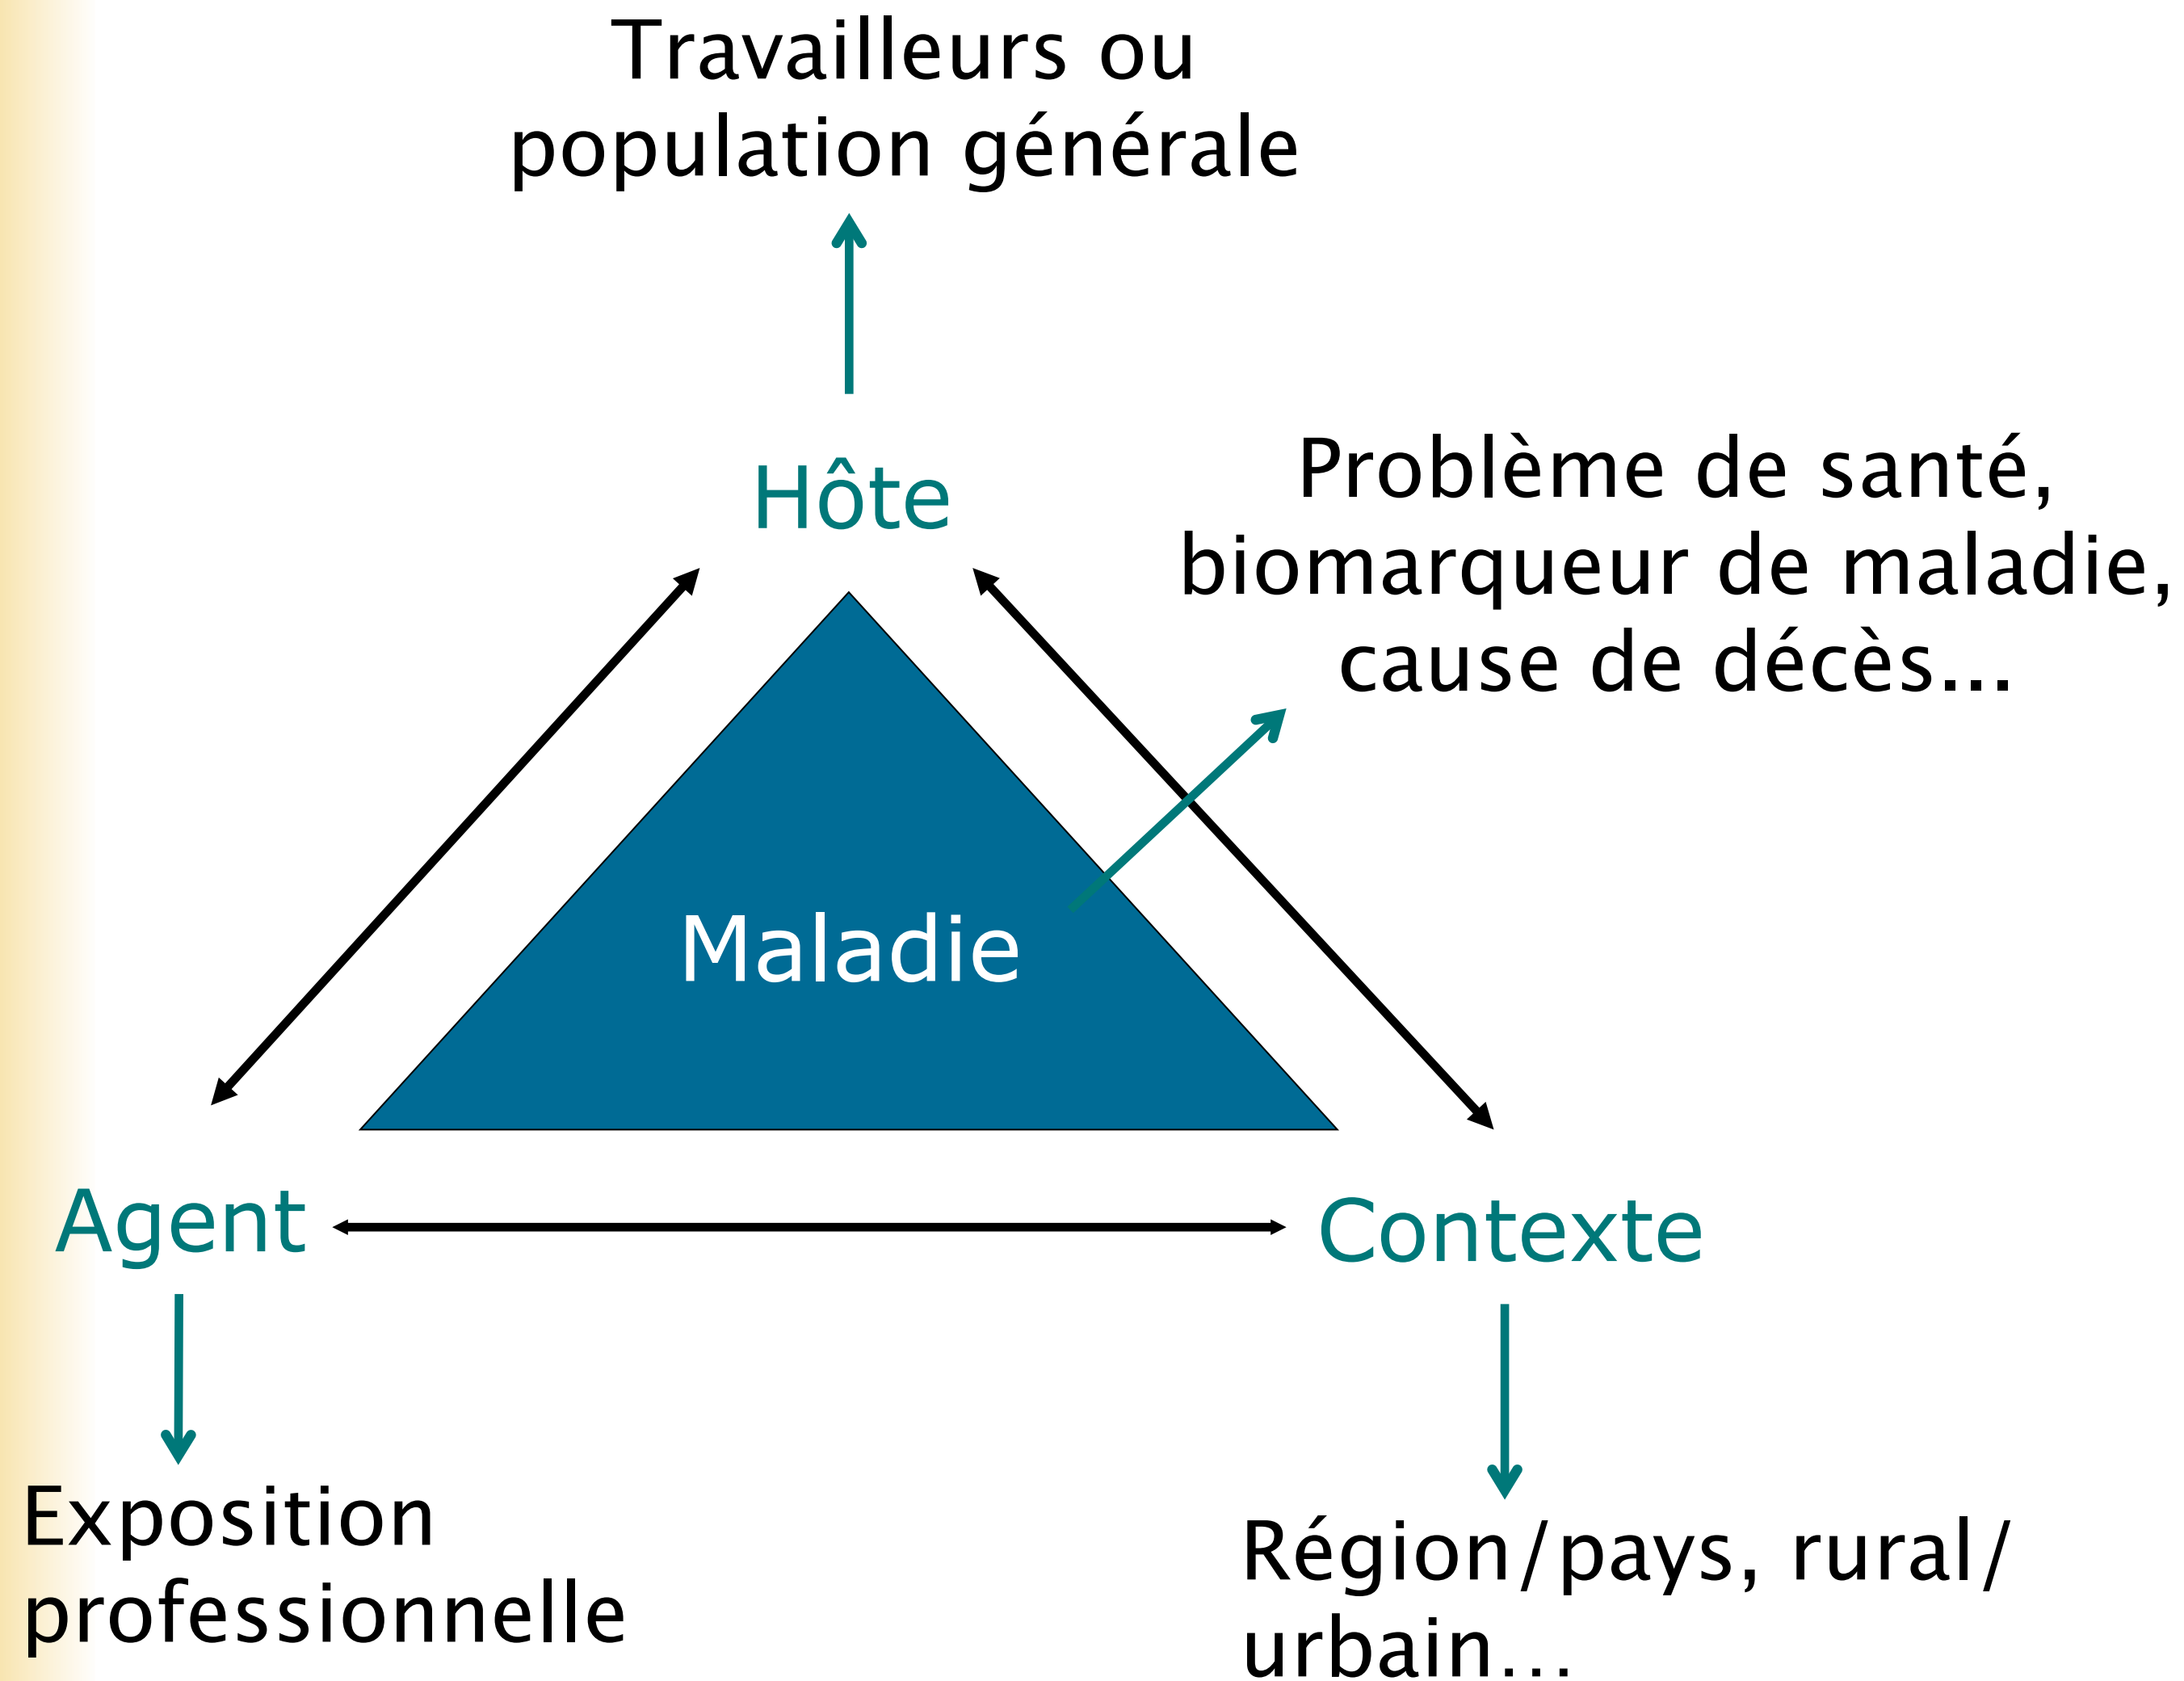 Travailleurs ou
population générale
Hôte
Problème de santé,
biomarqueur de maladie,
cause de décès...
Maladie
Agent
Contexte
Exposition
professionnelle
Région/pays, rural/
urbain...